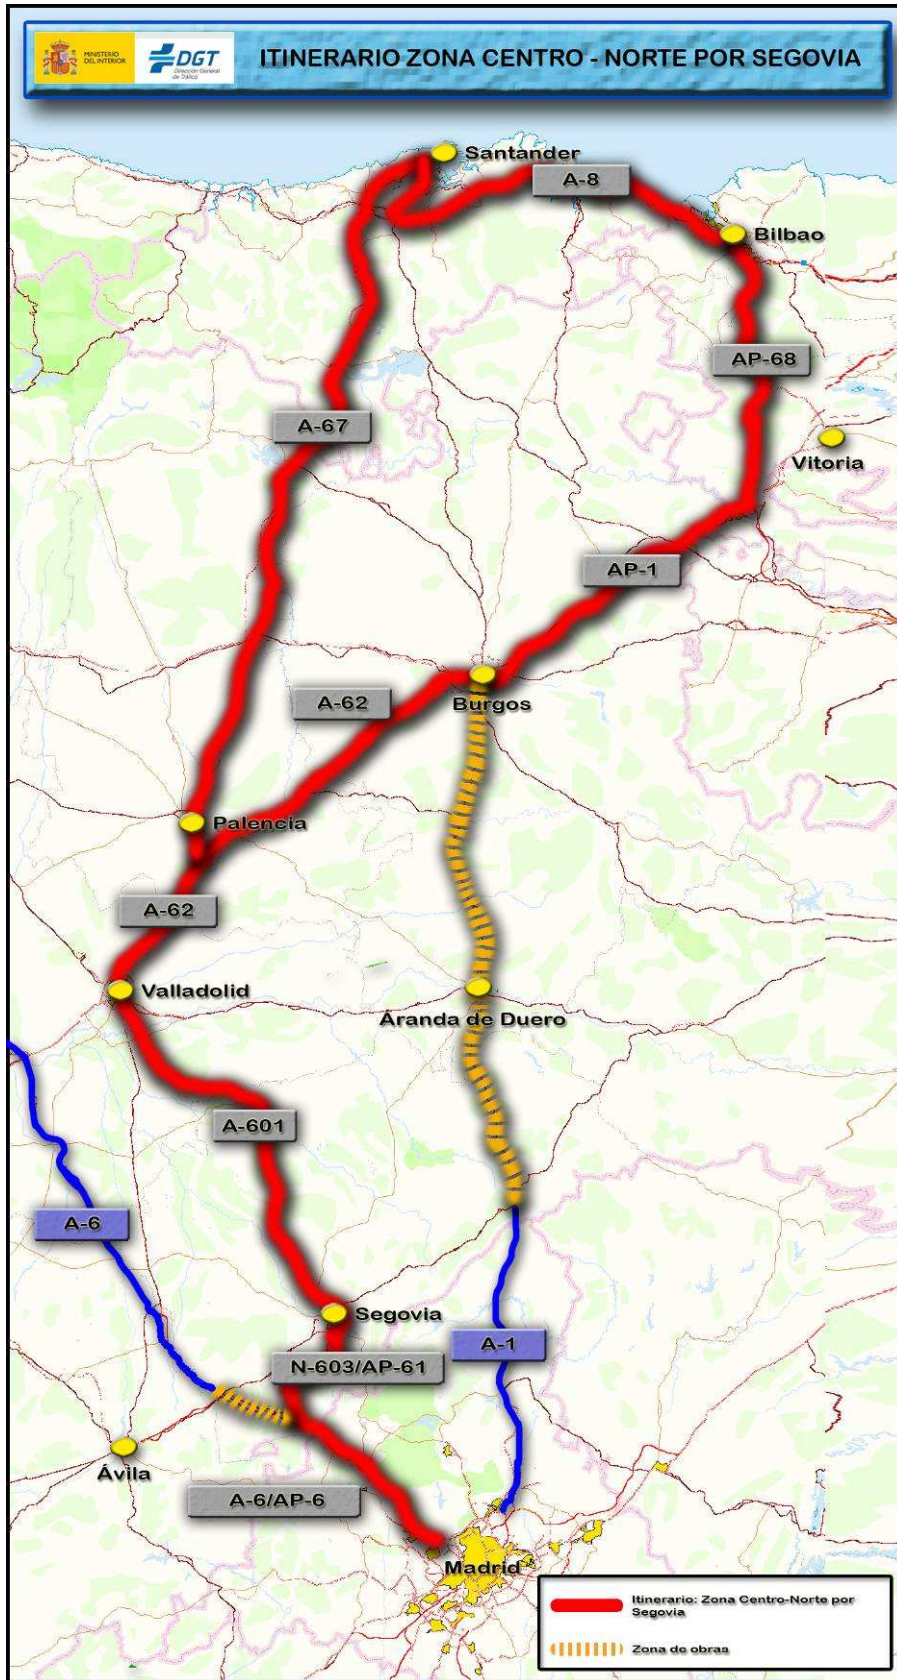 MINISTERIO
DEL INTERIOR
DGT
Dirección General
de Tráfico
ITINERARIO ZONA CENTRO - NORTE POR SEGOVIA
Santander
A-8
Bilbao
AP-68
A-67
Vitoria
AP-1
A-62
Burgos
Palencia
A-62
Valladolid
Áranda de Duero
A-601
A-6
Segovia
A-1
N-603/AP-61
Ávila
A-6/AP-6
Madrid
Itinerario: Zona Centro-Norte por
Segovia
Zona de obras